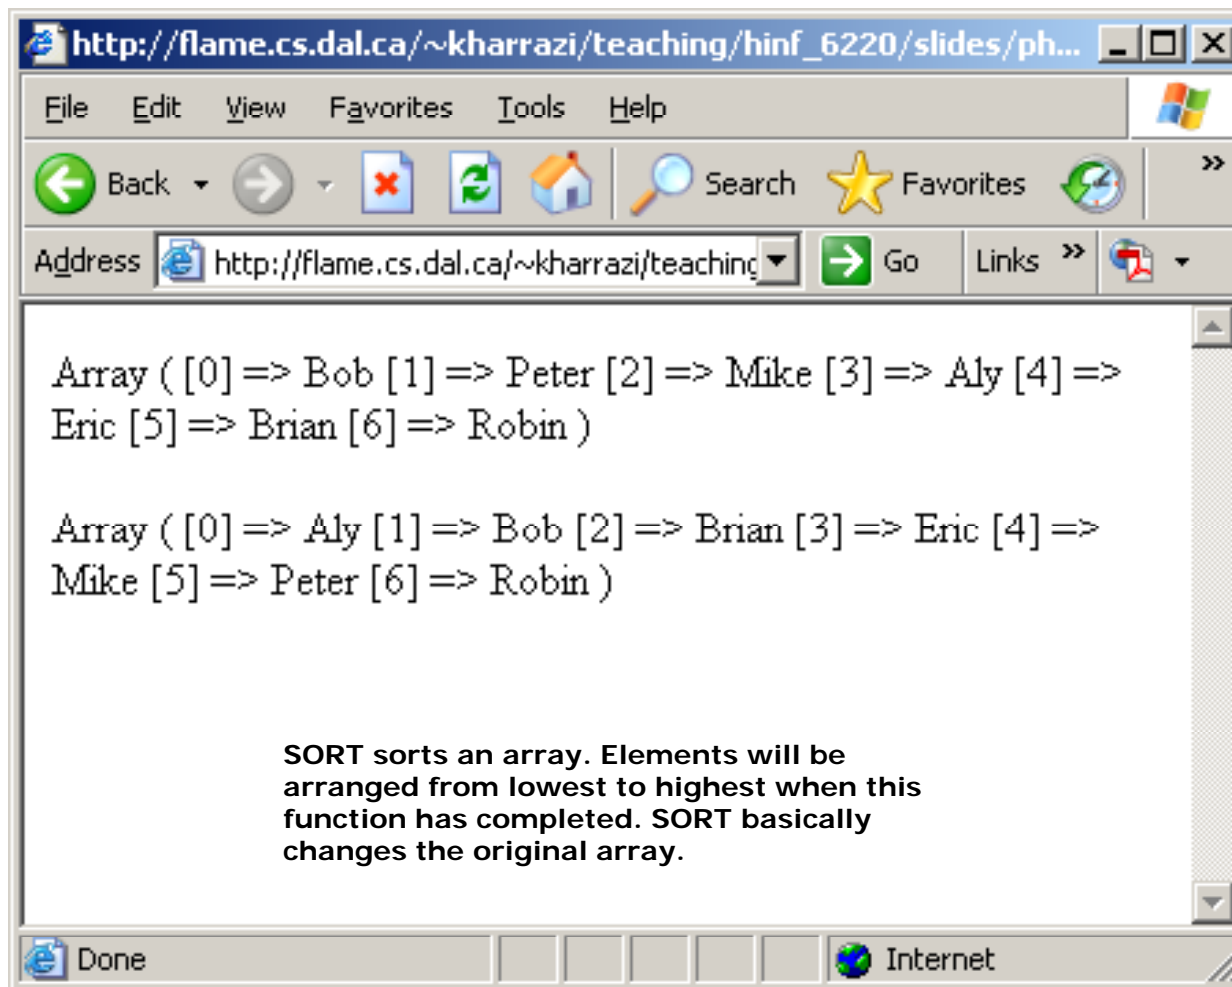 http://flame.cs.dal.ca/~kharrazi/teaching/hinf_6220/slides/ph...
File Edit View Favorites Tools Help
Back Search Favorites »
Address http://flame.cs.dal.ca/~kharrazi/teaching Go Links »
Array ( [0] => Bob [1] => Peter [2] => Mike [3] => Aly [4] =>
Eric [5] => Brian [6] => Robin )
Array ( [0] => Aly [1] => Bob [2] => Brian [3] => Eric [4] =>
Mike [5] => Peter [6] => Robin )
SORT sorts an array. Elements will be
arranged from lowest to highest when this
function has completed. SORT basically
changes the original array.
Done Internet